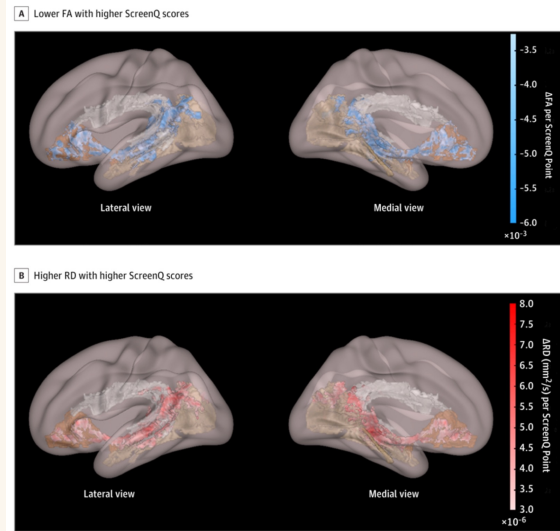 A Lower FA with higher ScreenQ scores
-3.5
-4.0
-4.5
-5.0
-5.5
-6.0
×10-3
ΔFA per ScreenQ Point
Lateral view
Medial view
B Higher RD with higher ScreenQ scores
8.0
7.5
7.0
6.5
6.0
5.5
5.0
4.5
4.0
3.5
3.0
×10-6
ΔRD (mm2/s) per ScreenQ Point
Lateral view
Medial view